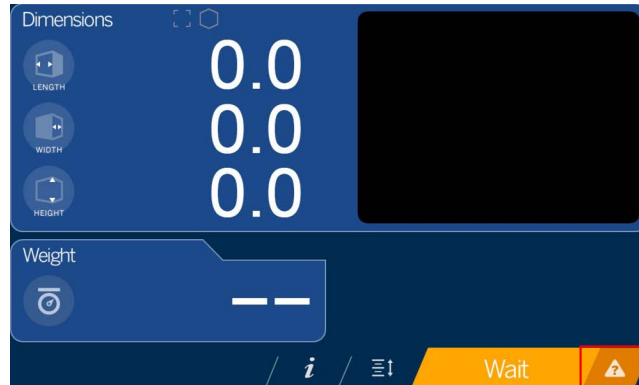 Dimensions
LENGTH
0.0
WIDTH
0.0
HEIGHT
0.0
Weight
--
i
Wait
?